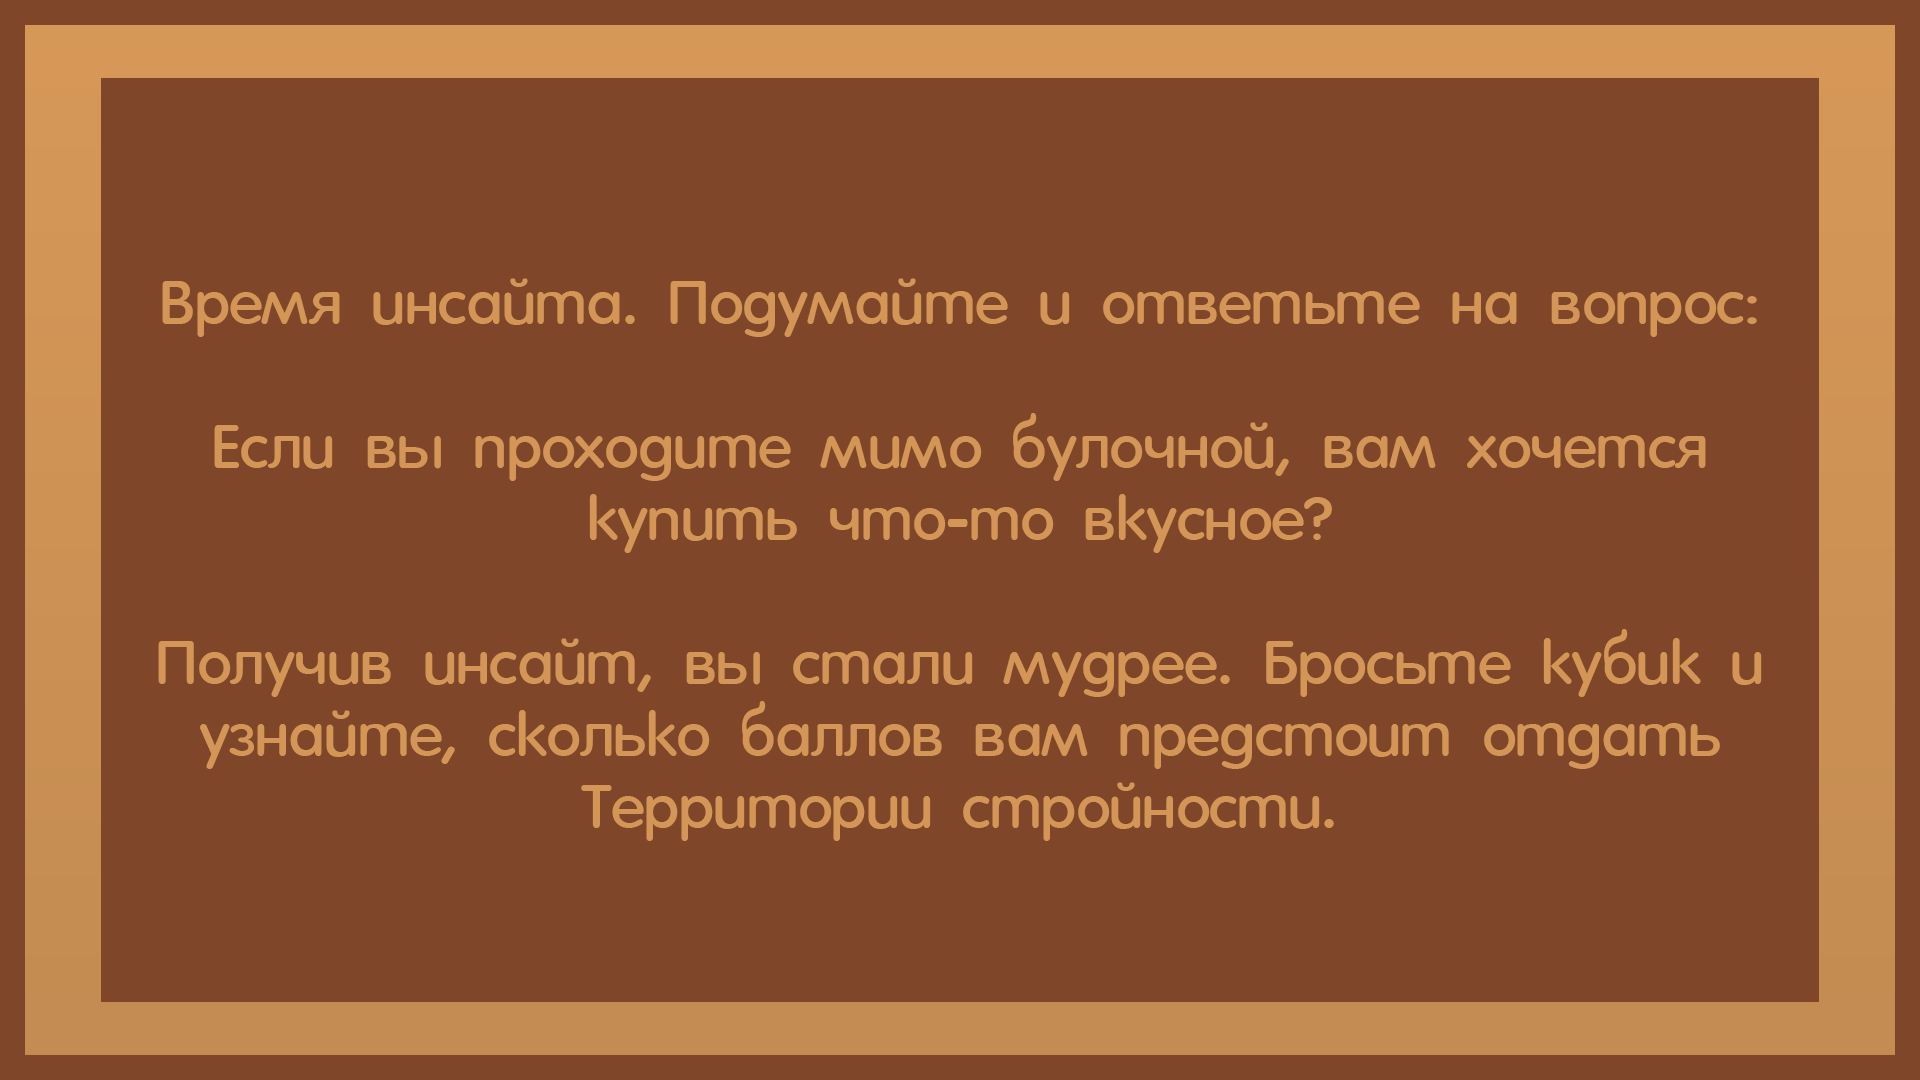 Время инсайта. Подумайте и ответьте на вопрос:
Если вы проходите мимо булочной, вам хочется
купить что-то вкусное?
Получив инсайт, вы стали мудрее. Бросьте кубик и
узнайте, сколько баллов вам предстоит отдать
Территории стройности.